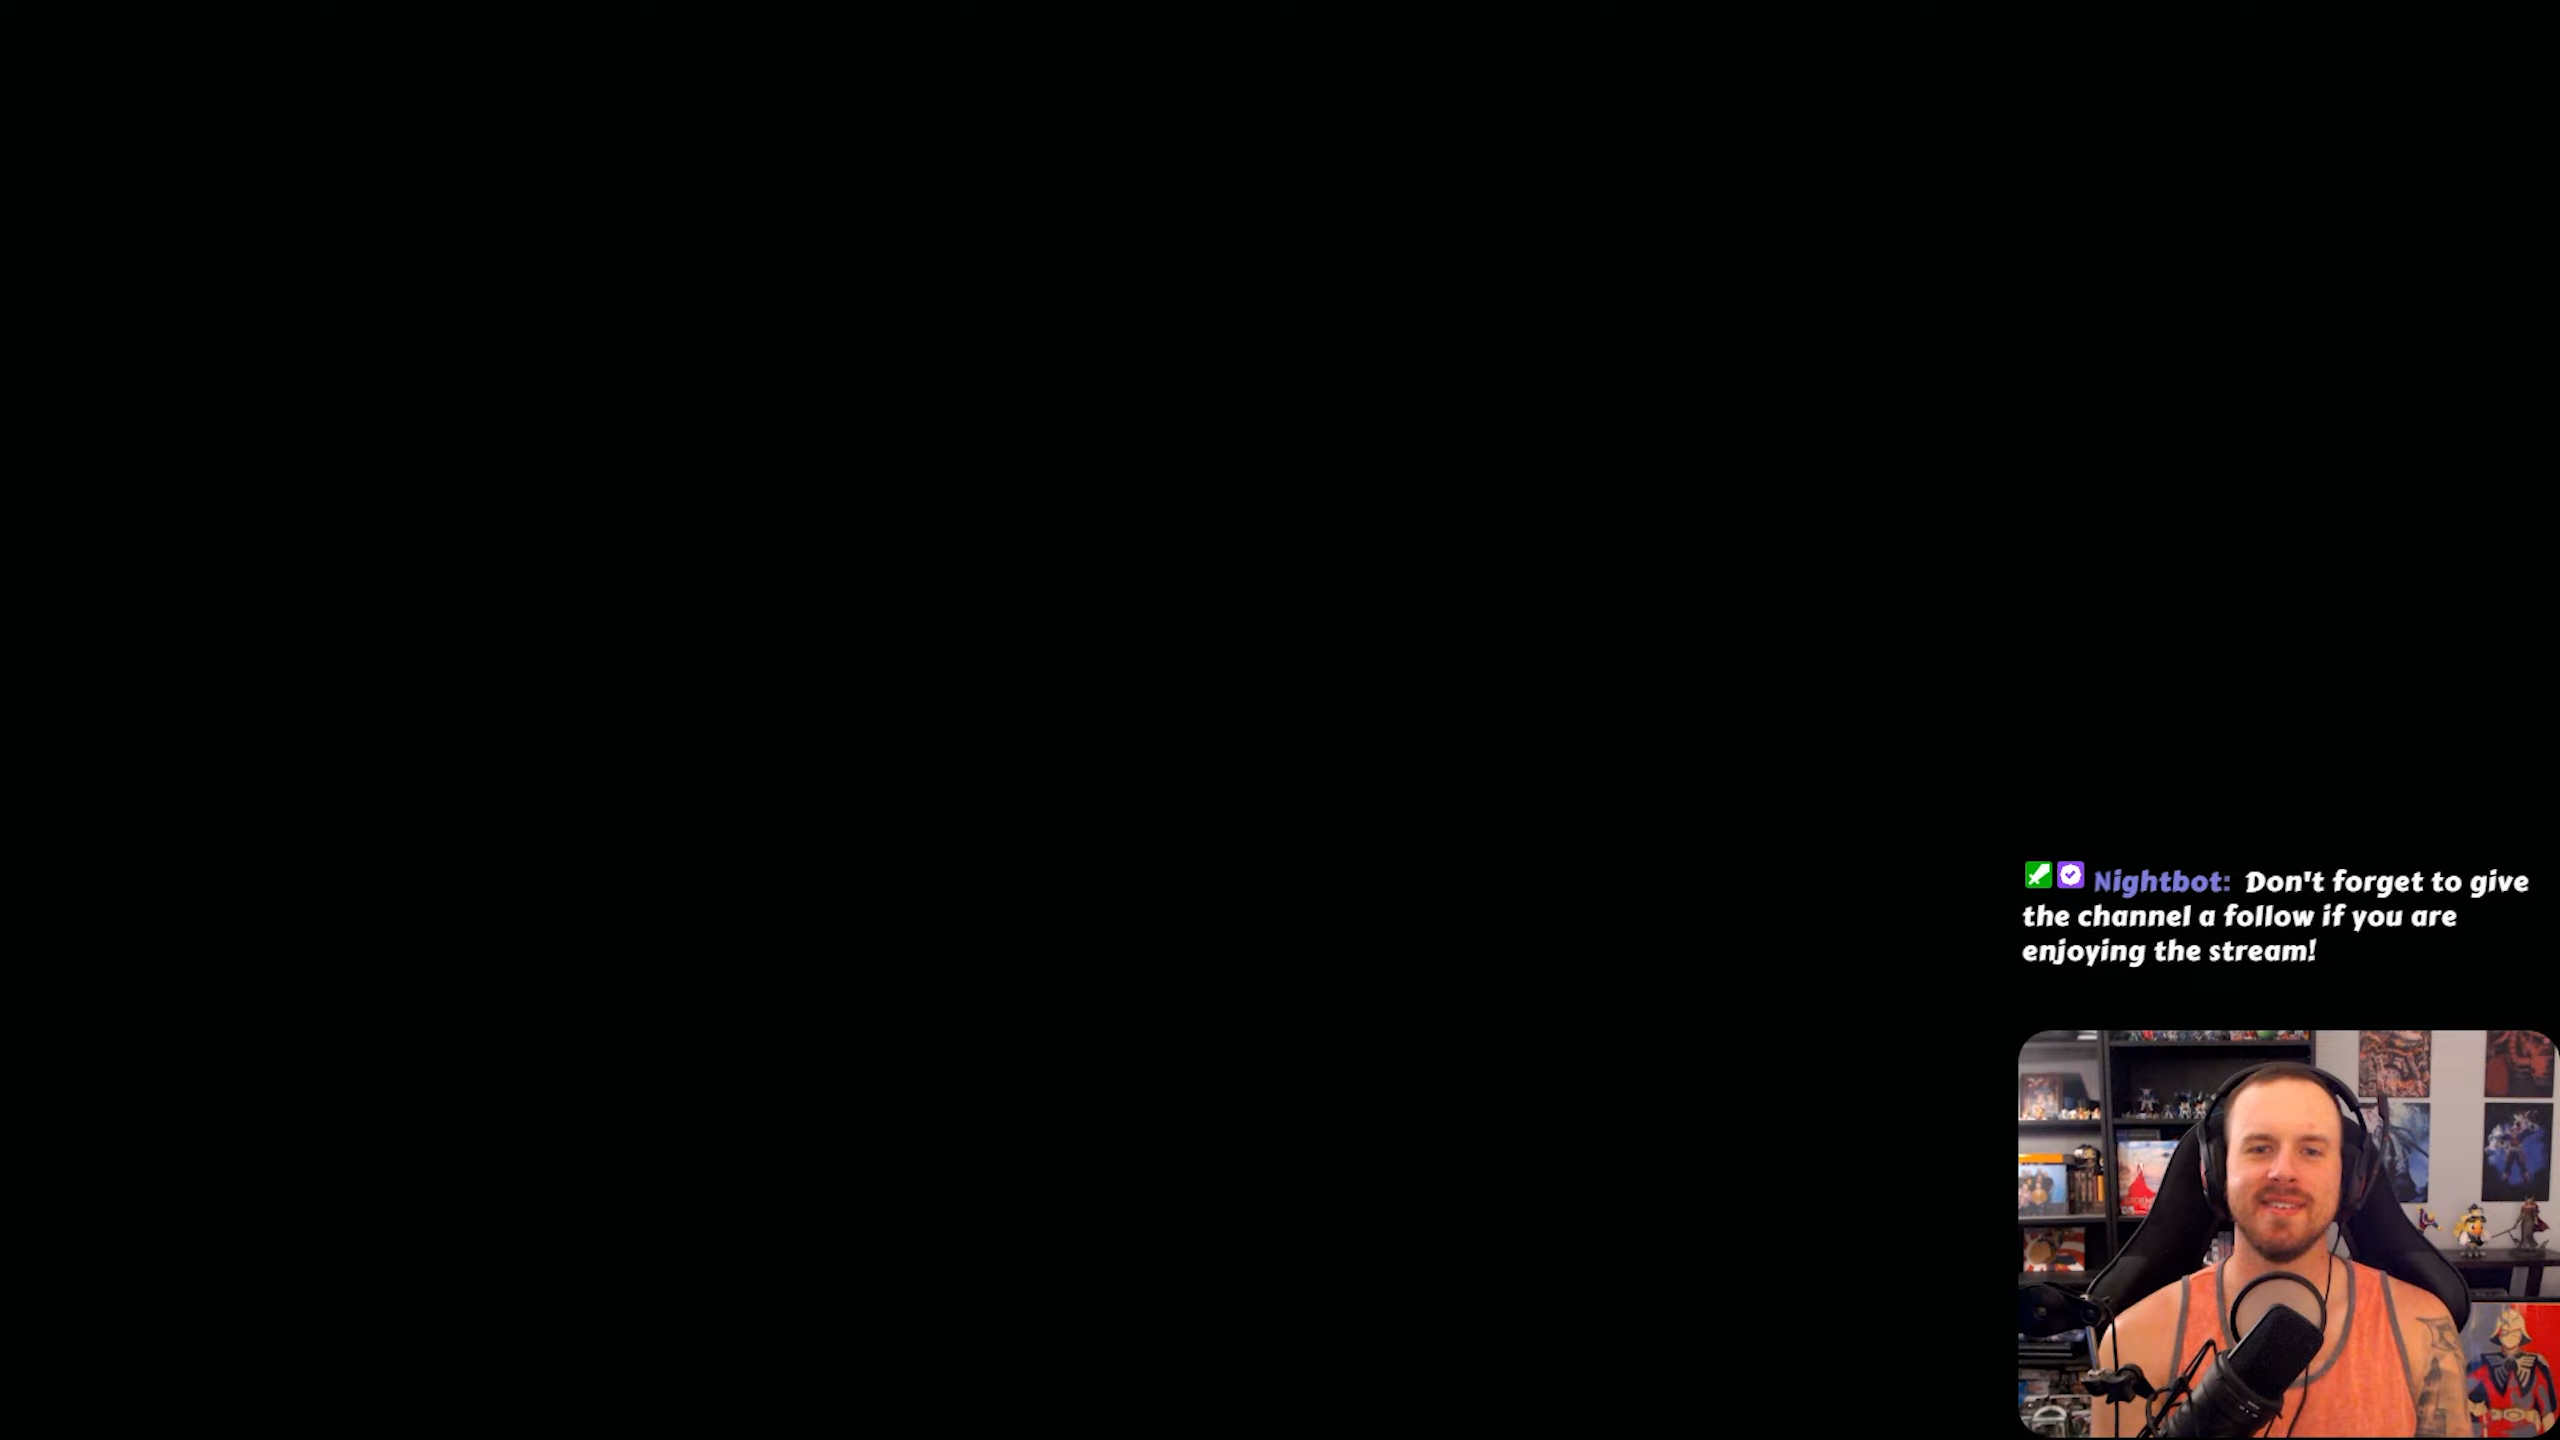 Nightbot: Don't forget to give
the channel a follow if you are
enjoying the stream!